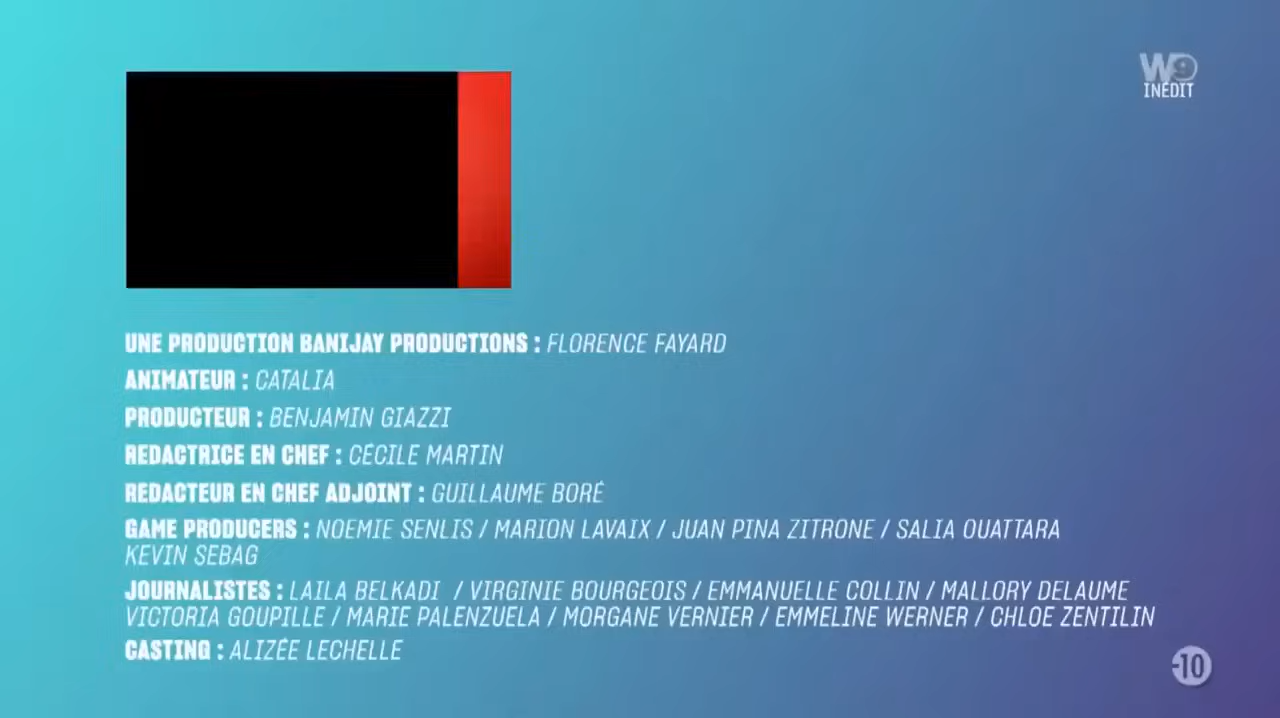 W9
INÉDIT
UNE PRODUCTION BANIJAY PRODUCTIONS : FLORENCE FAYARD
ANIMATEUR : CATALIA
PRODUCTEUR : BENJAMIN GIAZZI
REDACTRICE EN CHEF : CÉCILE MARTIN
REDACTEUR EN CHEF ADJOINT : GUILLAUME BORÉ
GAME PRODUCERS : NOEMIE SENLIS / MARION LAVAIX / JUAN PINA ZITRONE / SALIA OUATTARA
KEVIN SEBAG
JOURNALISTES : LAILA BELKADI / VIRGINIE BOURGEOIS / EMMANUELLE COLLIN / MALLORY DELAUME
VICTORIA GOUPILLE / MARIE PALENZUELA / MORGANE VERNIER / EMMELINE WERNER / CHLOE ZENTILIN
CASTING : ALIZÉE LECHELLE
-10